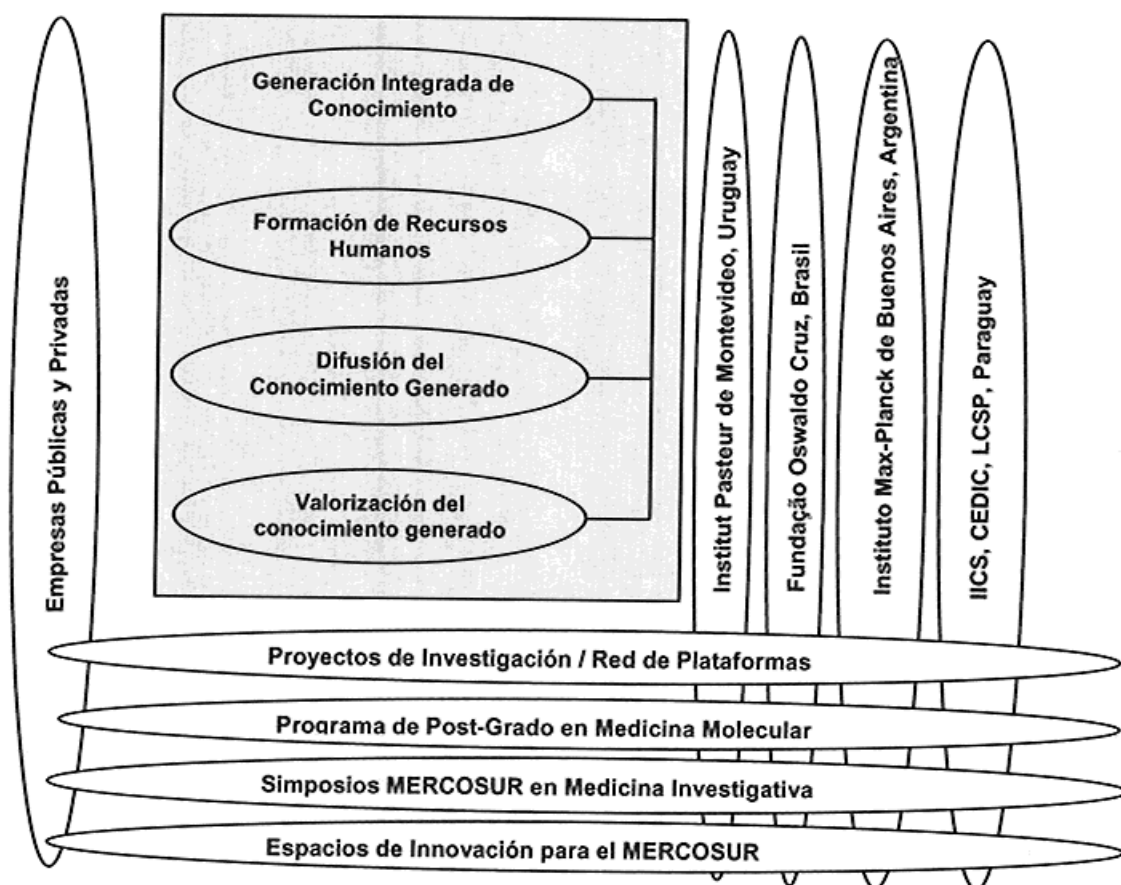 Empresas Públicas y Privadas
Generación Integrada de
Conocimiento
Formación de Recursos
Humanos
Difusión del
Conocimiento Generado
Valorización del
conocimiento generado
Institut Pasteur de Montevideo, Uruguay
Fundação Oswaldo Cruz, Brasil
Instituto Max-Planck de Buenos Aires, Argentina
IICS, CEDIC, LCSP, Paraguay
Proyectos de Investigación / Red de Plataformas
Programa de Post-Grado en Medicina Molecular
Simposios MERCOSUR en Medicina Investigativa
Espacios de Innovación para el MERCOSUR